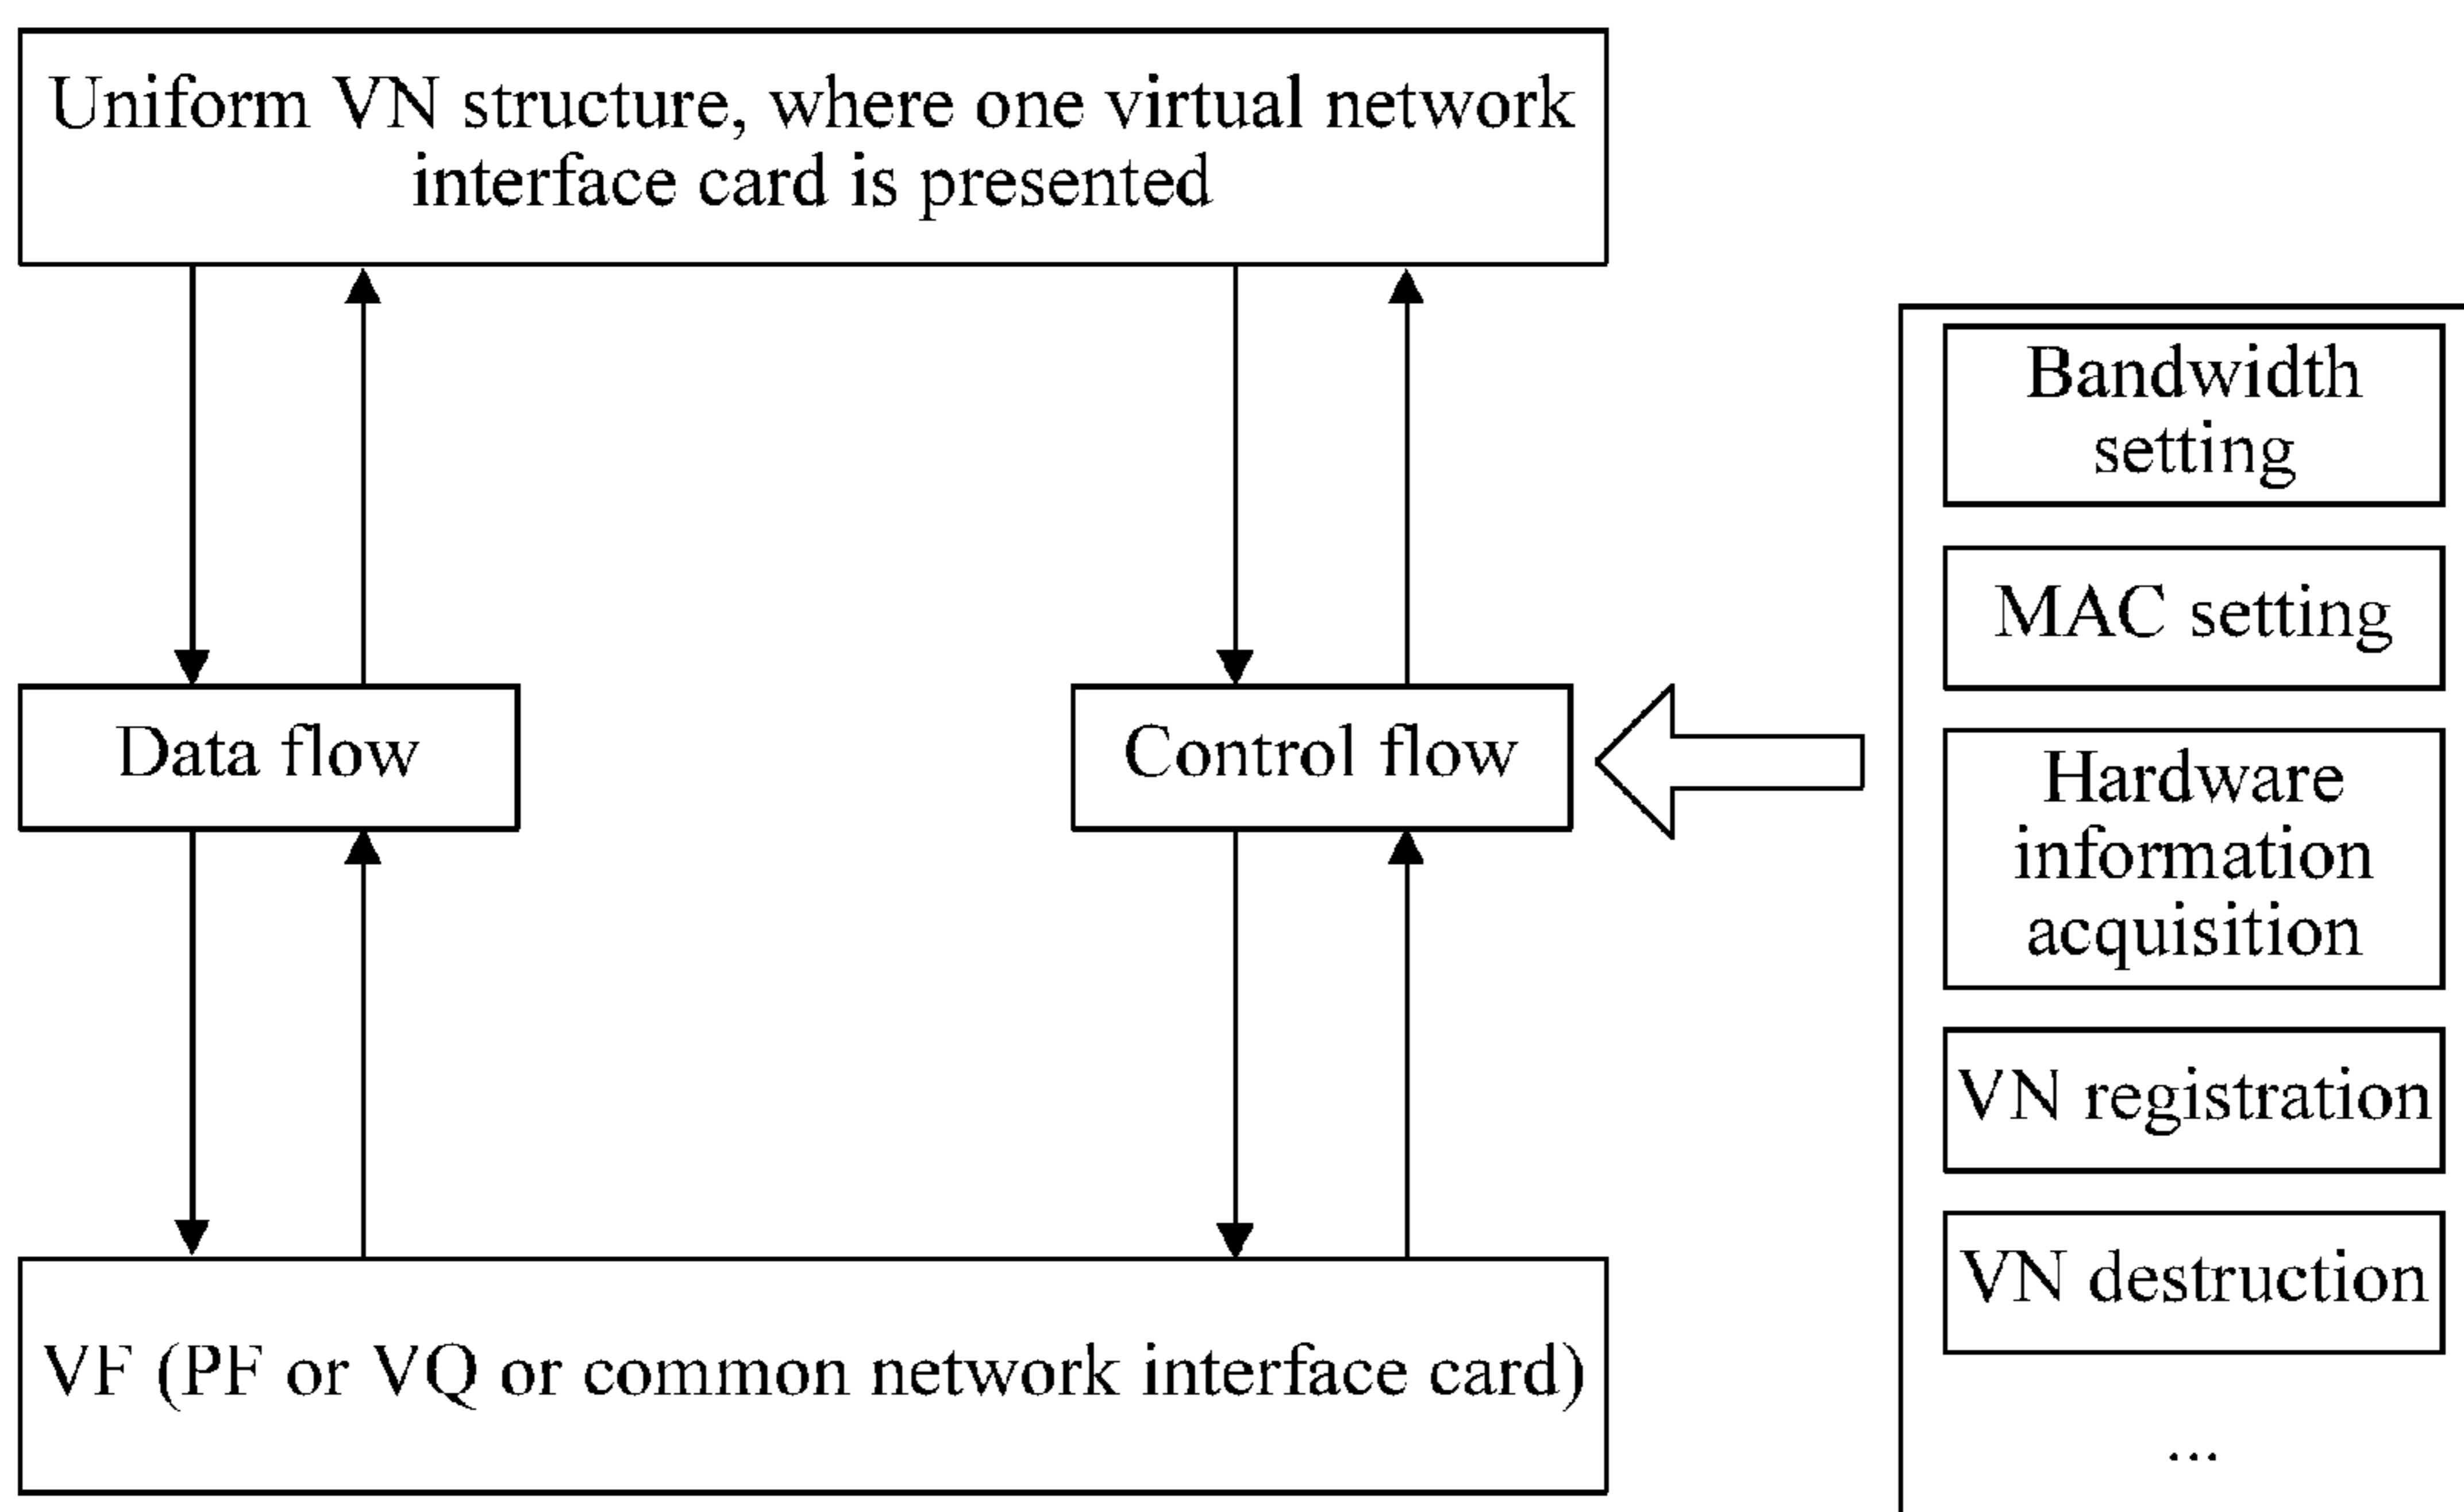 Uniform VN structure, where one virtual network
interface card is presented
Data flow
Control flow
VF (PF or VQ or common network interface card)
Bandwidth
setting
MAC setting
Hardware
information
acquisition
VN registration
VN destruction
...